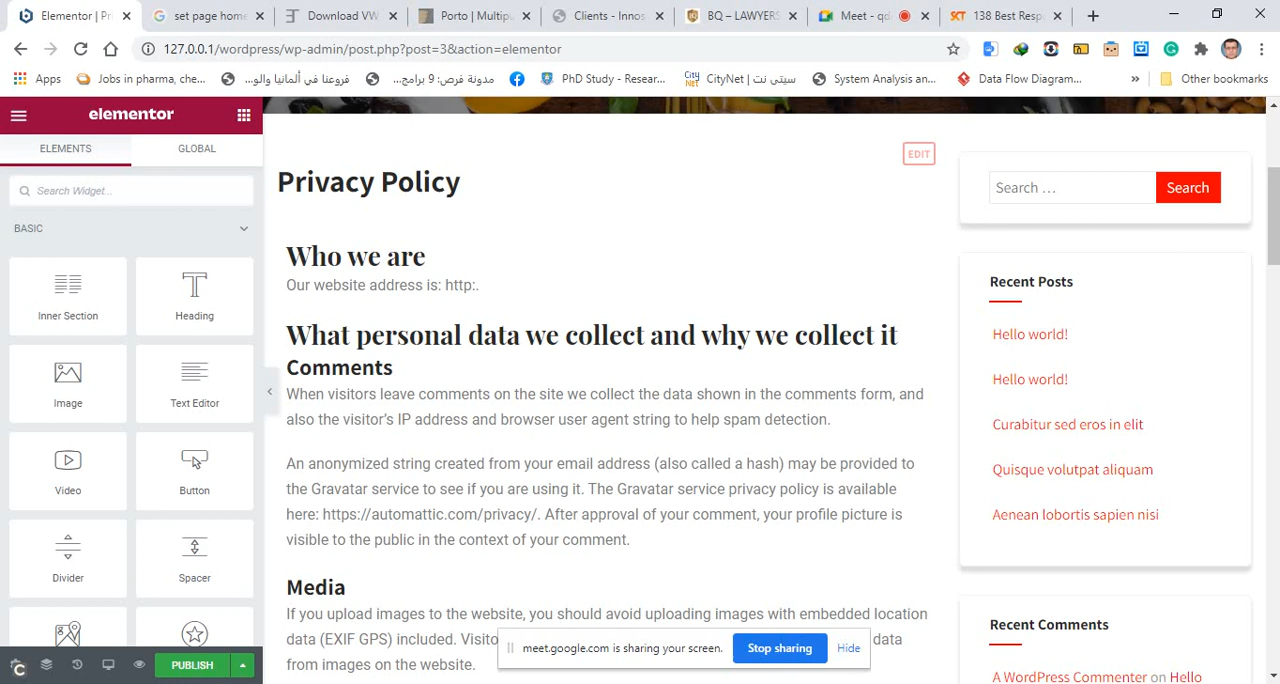 Elementor | Pri
set page home
Download VW
Porto | Multipu
Clients - Innos
BQ – LAWYERS
Meet - qd
138 Best Resp
127.0.0.1/wordpress/wp-admin/post.php?post=3&action=elementor
Apps
Jobs in pharma, che...
فروعنا في ألمانيا والو...
مدونة فرص: 9 برامج...
PhD Study - Resear...
CityNet | سيتي نت
System Analysis an...
Data Flow Diagram...
»
Other bookmarks
elementor
ELEMENTS
GLOBAL
Search Widget...
BASIC
Inner Section
Heading
Image
Text Editor
Video
Button
Divider
Spacer
PUBLISH
EDIT
Privacy Policy
Who we are
Our website address is: http:.
What personal data we collect and why we collect it
Comments
When visitors leave comments on the site we collect the data shown in the comments form, and
also the visitor's IP address and browser user agent string to help spam detection.
An anonymized string created from your email address (also called a hash) may be provided to
the Gravatar service to see if you are using it. The Gravatar service privacy policy is available
here: https://automattic.com/privacy/. After approval of your comment, your profile picture is
visible to the public in the context of your comment.
Media
If you upload images to the website, you should avoid uploading images with embedded location
data (EXIF GPS) included. Visito data
from images on the website.
meet.google.com is sharing your screen.
Stop sharing
Hide
Search …
Search
Recent Posts
Hello world!
Hello world!
Curabitur sed eros in elit
Quisque volutpat aliquam
Aenean lobortis sapien nisi
Recent Comments
A WordPress Commenter on Hello